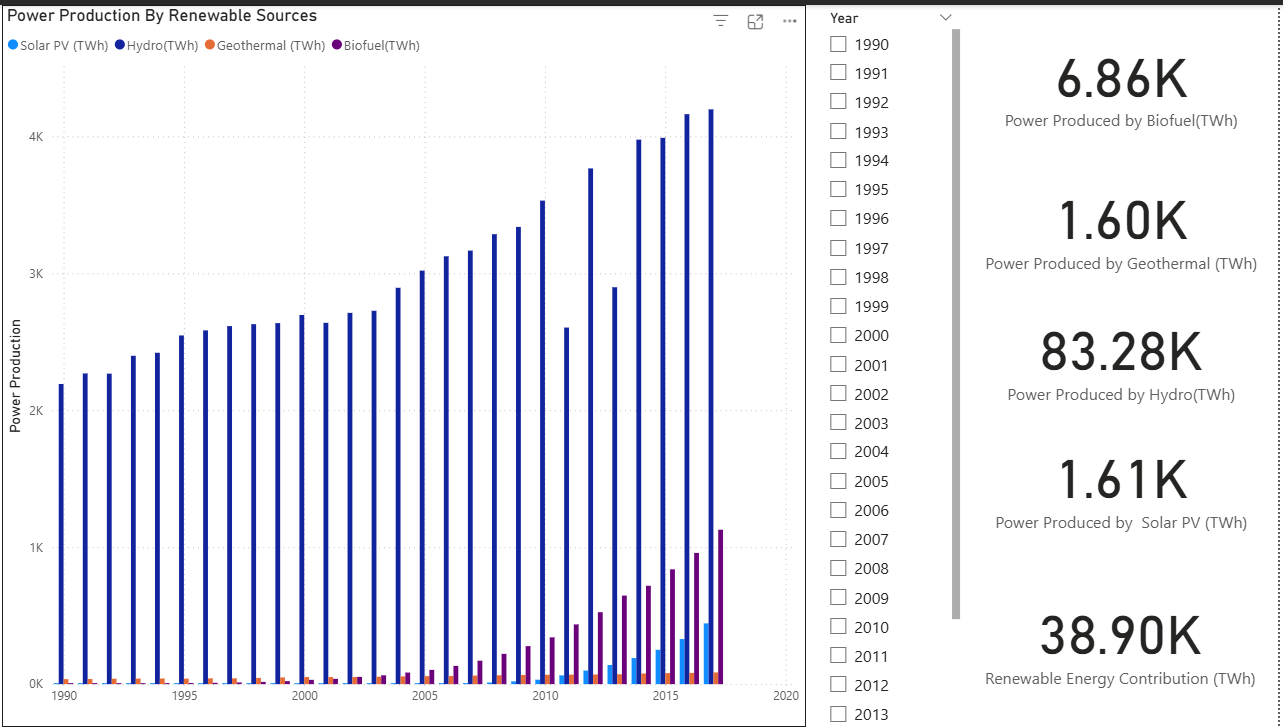 Power Production By Renewable Sources
Solar PV (TWh) Hydro(TWh) Geothermal (TWh) Biofuel(TWh)
Power Production
4K
3K
2K
1K
0K
1990 1995 2000 2005 2010 2015 2020
Year
1990
1991
1992
1993
1994
1995
1996
1997
1998
1999
2000
2001
2002
2003
2004
2005
2006
2007
2008
2009
2010
2011
2012
2013
6.86K
Power Produced by Biofuel(TWh)
1.60K
Power Produced by Geothermal (TWh)
83.28K
Power Produced by Hydro(TWh)
1.61K
Power Produced by  Solar PV (TWh)
38.90K
Renewable Energy Contribution (TWh)